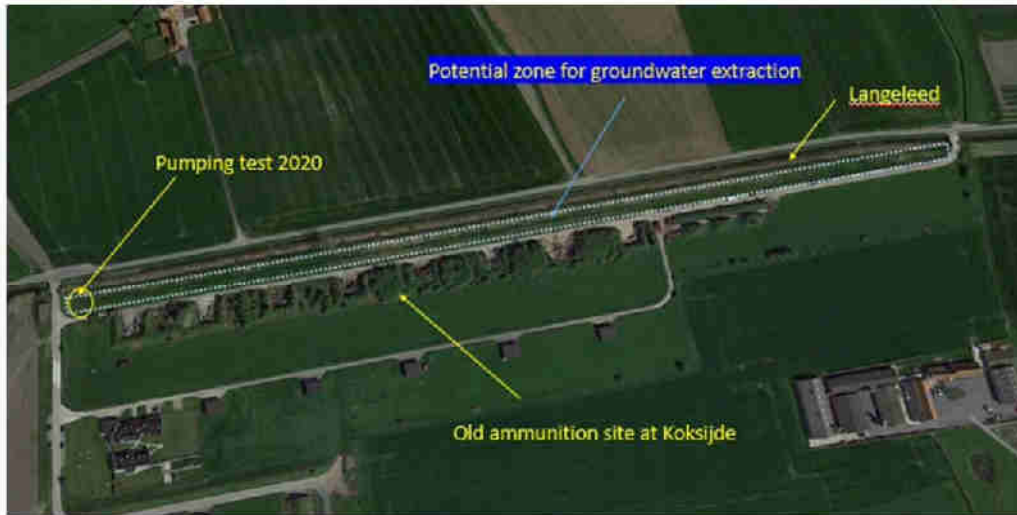 Potential zone for groundwater extraction
Langeleed
Pumping test 2020
Old ammunition site at Koksijde